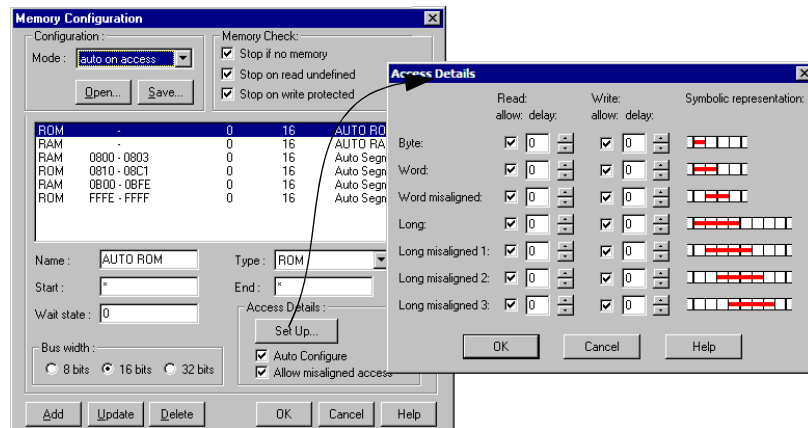 Memory Configuration
Configuration :
Mode : auto on access
Open... Save...
Memory Check:
Stop if no memory
Stop on read undefined
Stop on write protected
ROM - 0 16 AUTO RO
RAM - 0 16 AUTO RA
RAM 0800 - 0803 0 16 Auto Segn
ROM 0810 - 08C1 0 16 Auto Segn
RAM 0B00 - 0BFE 0 16 Auto Segn
ROM FFFE - FFFF 0 16 Auto Segn
Name : AUTO ROM Type : ROM
Start : * End : *
Wait state : 0
Access Details :
Set Up...
Auto Configure
Allow misaligned access
Bus width :
8 bits 16 bits 32 bits
Add Update Delete OK Cancel Help
Access Details
Read: Write: Symbolic representation:
allow: delay: allow: delay:
Byte: 0 0
Word: 0 0
Word misaligned: 0 0
Long: 0 0
Long misaligned 1: 0 0
Long misaligned 2: 0 0
Long misaligned 3: 0 0
OK Cancel Help